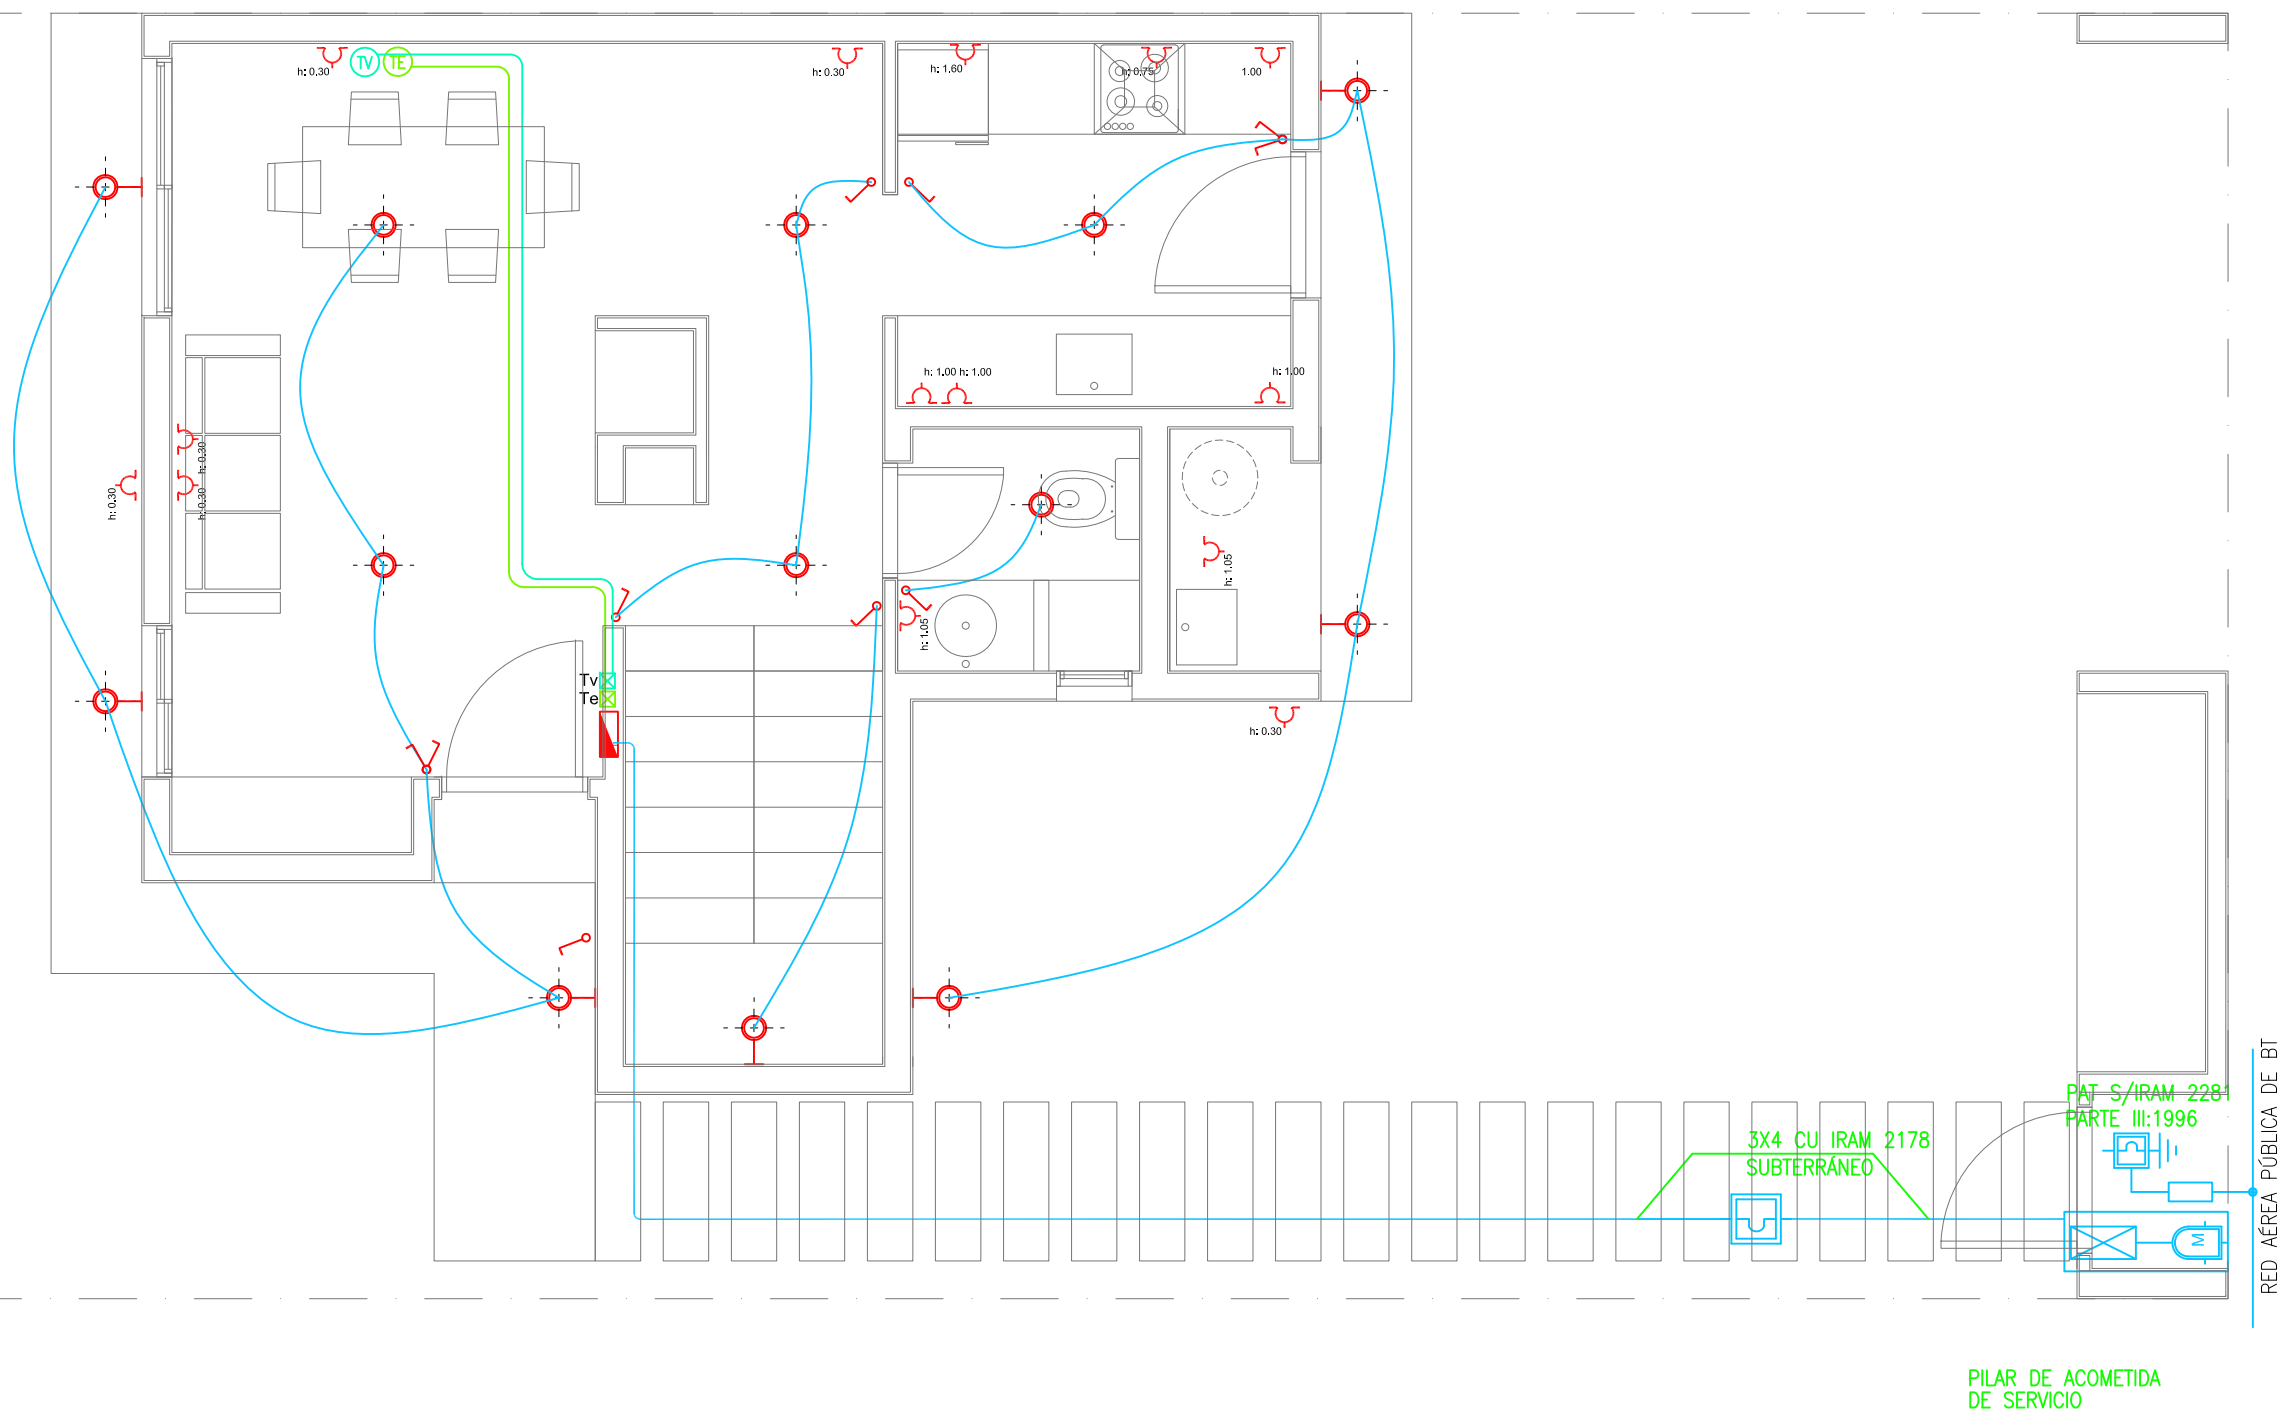 TV
TE
h: 0.30
h: 0.30
h: 1.60
h: 0.75
1.00
h: 1.00
h: 1.00
h: 1.00
h: 0.30
h: 0.30
h: 0.30
h: 1.05
h: 1.05
Tv
Te
h: 0.30
PAT S/IRAM 2281
PARTE III:1996
3X4 CU IRAM 2178
SUBTERRÁNEO
M
RED AÉREA PÚBLICA DE BT
PILAR DE ACOMETIDA
DE SERVICIO